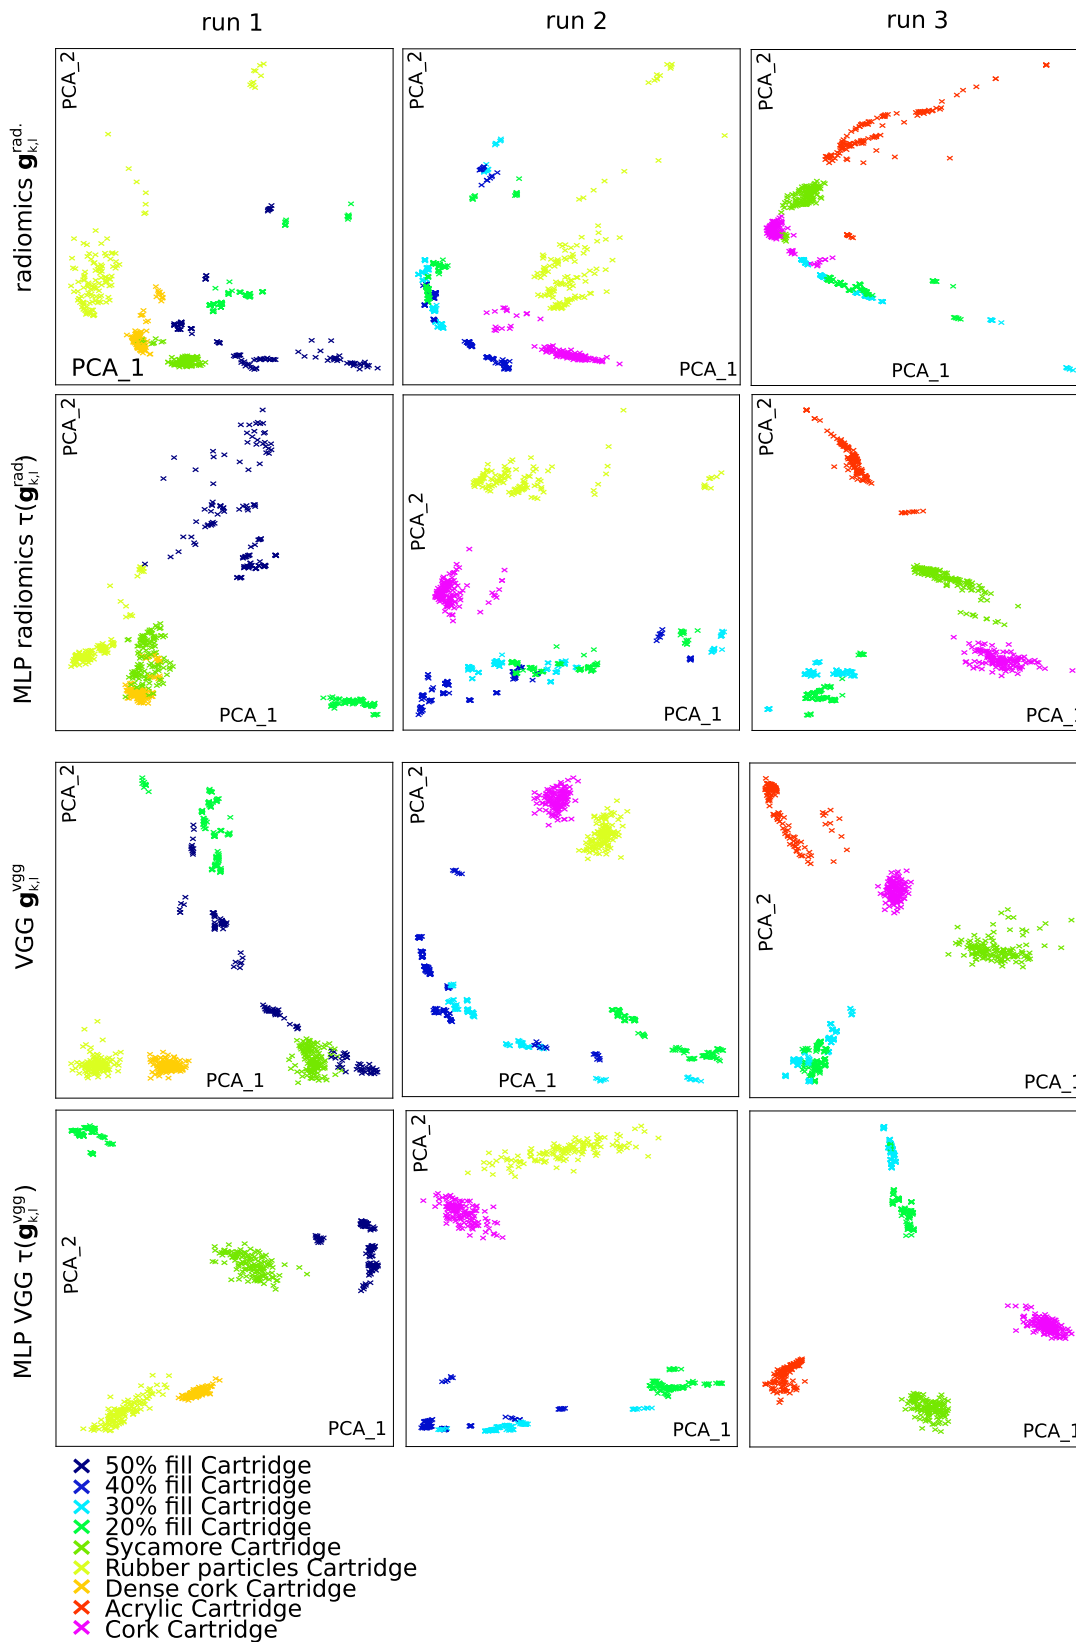 run 1 run 2 run 3
radiomics g rad. k,l
PCA_2 PCA_2 PCA_2
PCA_1 PCA_1 PCA_1
MLP radiomics τ(g rad. k,l)
PCA_2 PCA_2 PCA_2
PCA_1 PCA_1 PCA_1
VGG g vgg k,l
PCA_2 PCA_2 PCA_2
PCA_1 PCA_1 PCA_1
MLP VGG τ(g vgg k,l)
PCA_2 PCA_2
PCA_1 PCA_1 PCA_1
50% fill Cartridge
40% fill Cartridge
30% fill Cartridge
20% fill Cartridge
Sycamore Cartridge
Rubber particles Cartridge
Dense cork Cartridge
Acrylic Cartridge
Cork Cartridge